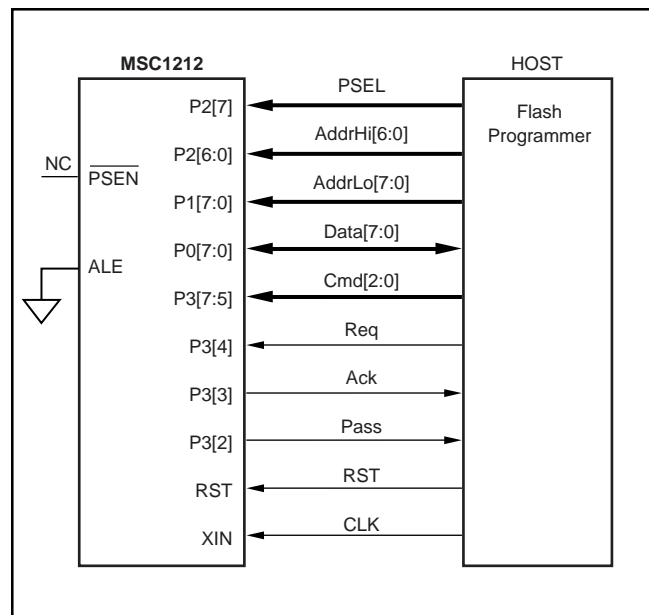 MSC1212
HOST
P2[7]
PSEL
Flash
Programmer
P2[6:0]
AddrHi[6:0]
NC
PSEN
P1[7:0]
AddrLo[7:0]
P0[7:0]
Data[7:0]
ALE
P3[7:5]
Cmd[2:0]
P3[4]
Req
P3[3]
Ack
P3[2]
Pass
RST
RST
XIN
CLK